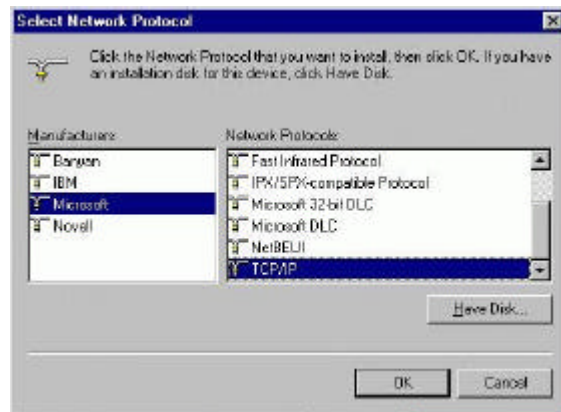 Select Network Protocol
Click the Network Protocol that you want to install, then click OK. If you have
an installation disk for this device, click Have Disk.
Manufacturers:
Network Protocols:
Banyan
IBM
Microsoft
Novell
Fast Infrared Protocol
IPX/SPX-compatible Protocol
Microsoft 32-bit DLC
Microsoft DLC
NetBEUI
TCP/IP
Have Disk...
OK
Cancel